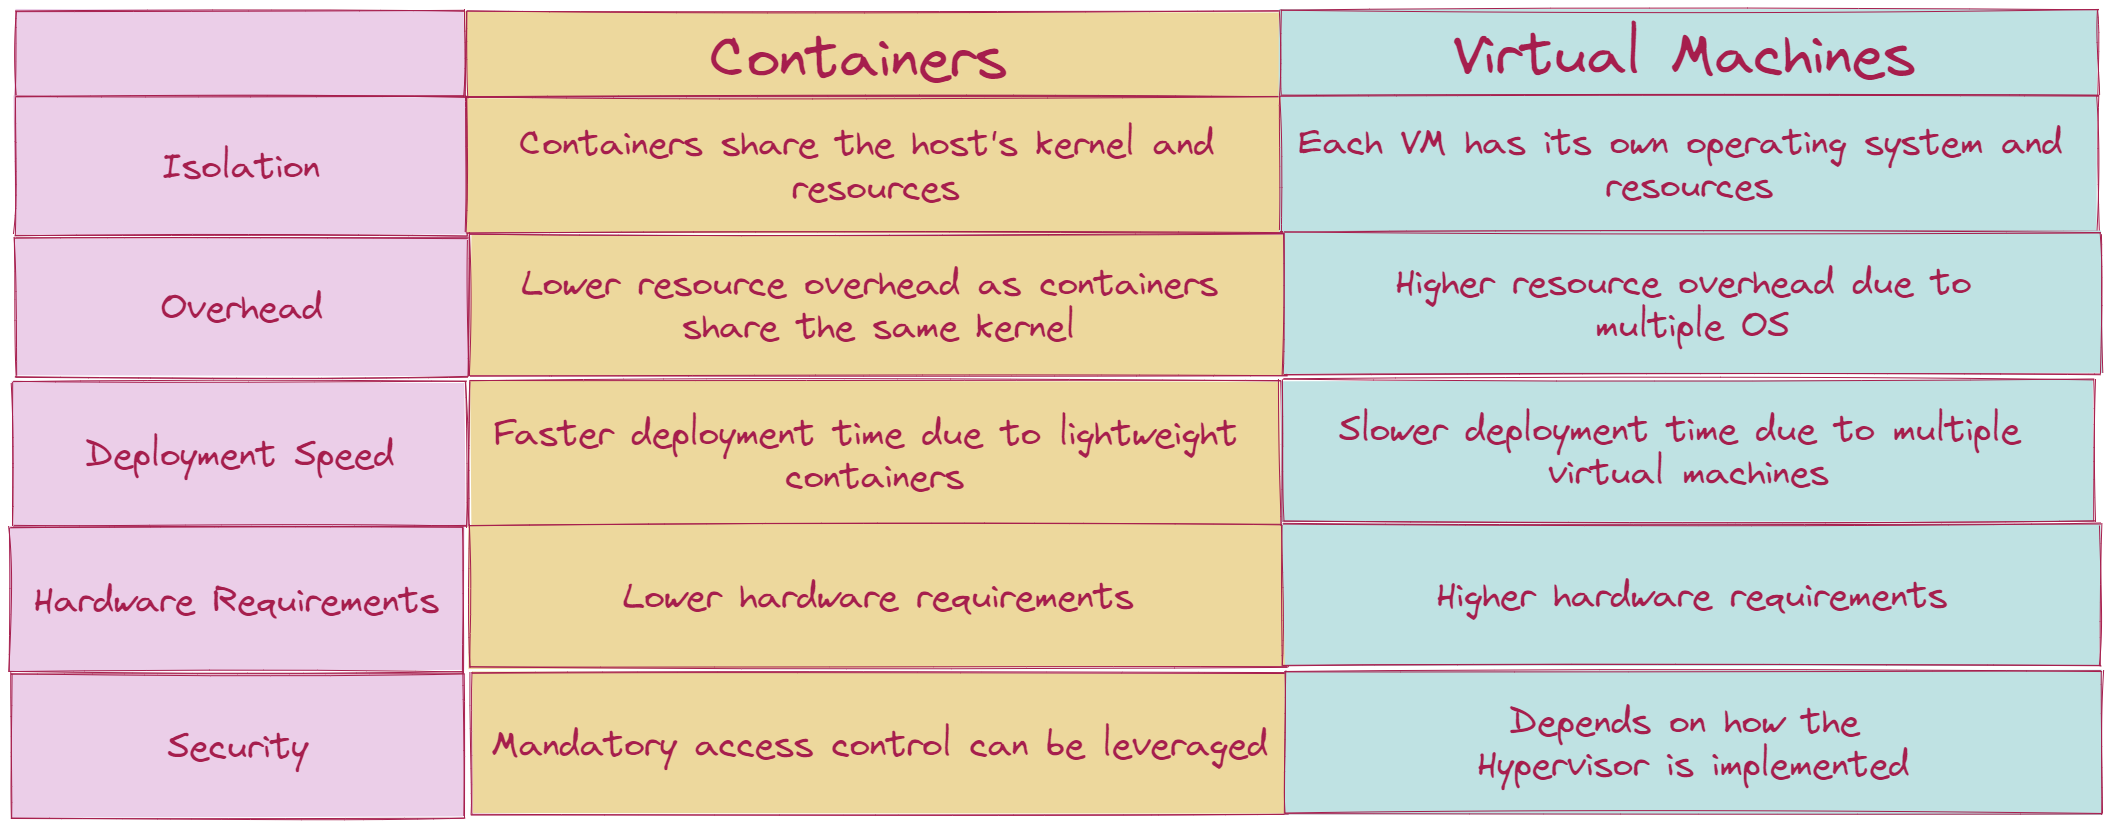 Containers
Virtual Machines
Isolation
Containers share the host's kernel and
resources
Each VM has its own operating system and
resources
Overhead
Lower resource overhead as containers
share the same kernel
Higher resource overhead due to
multiple OS
Deployment Speed
Faster deployment time due to lightweight
containers
Slower deployment time due to multiple
virtual machines
Hardware Requirements
Lower hardware requirements
Higher hardware requirements
Security
Mandatory access control can be leveraged
Depends on how the
Hypervisor is implemented